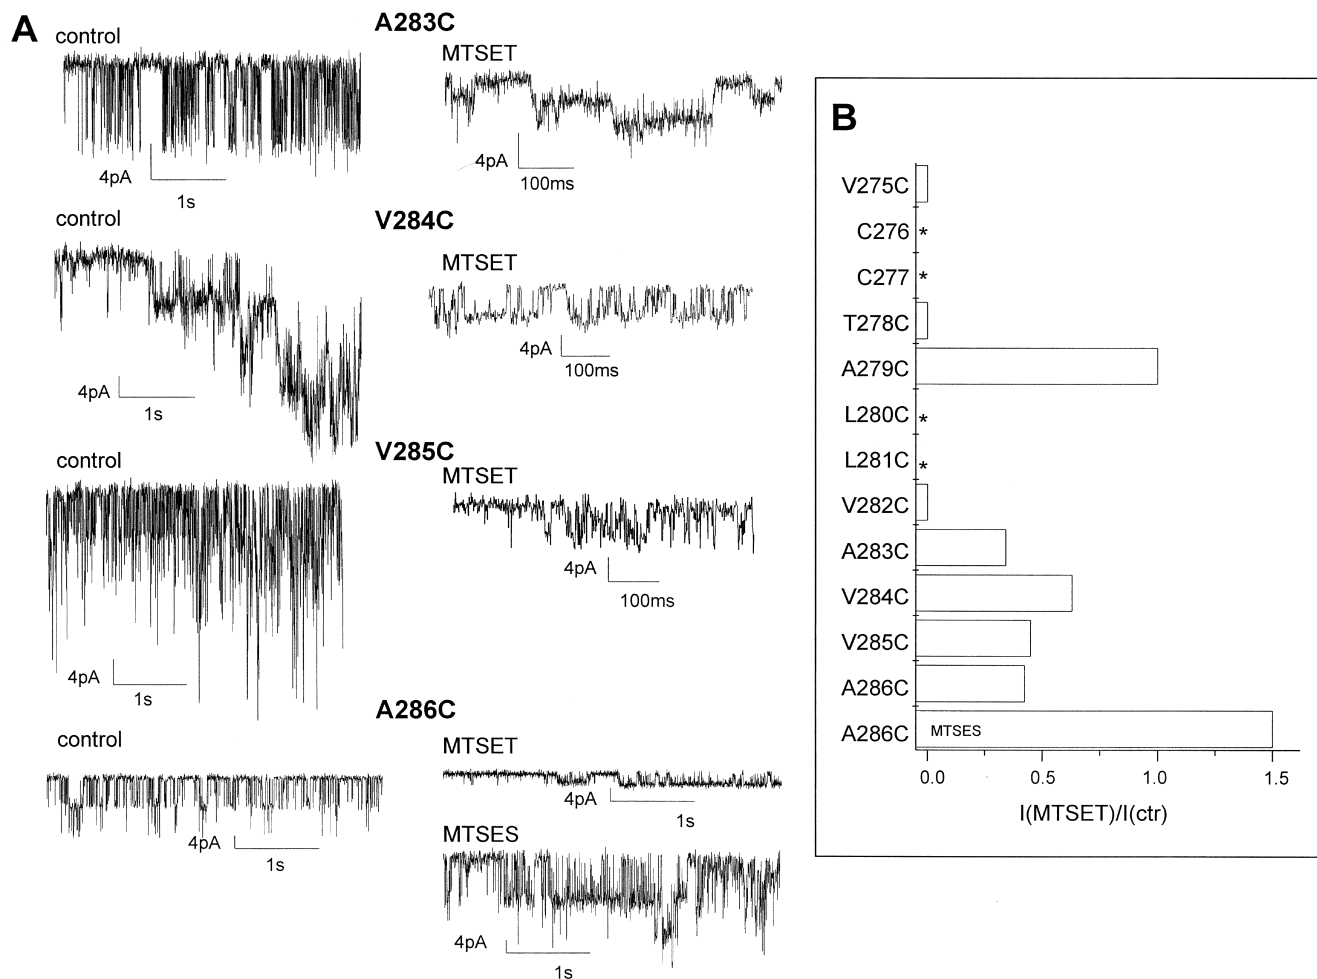 A
A283C
control
MTSET
4pA
1s
4pA
100ms
V284C
control
MTSET
4pA
1s
4pA
100ms
V285C
control
MTSET
4pA
1s
4pA
100ms
A286C
control
MTSET
4pA
1s
4pA
1s
MTSES
4pA
1s
B
V275C
C276 *
C277 *
T278C
A279C
L280C *
L281C *
V282C
A283C
V284C
V285C
A286C
A286C MTSES
0.0 0.5 1.0 1.5
I(MTSET)/I(ctr)